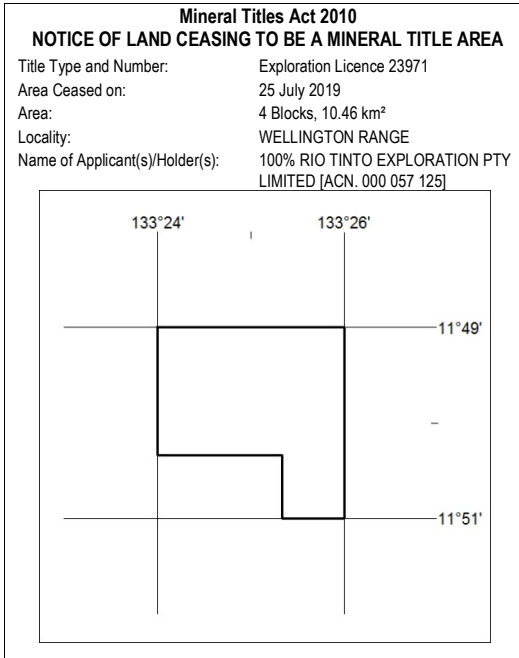 Mineral Titles Act 2010
NOTICE OF LAND CEASING TO BE A MINERAL TITLE AREA
Title Type and Number: Exploration Licence 23971
Area Ceased on: 25 July 2019
Area: 4 Blocks, 10.46 km²
Locality: WELLINGTON RANGE
Name of Applicant(s)/Holder(s): 100% RIO TINTO EXPLORATION PTY
LIMITED [ACN. 000 057 125]
133°24' 133°26'
11°49'
11°51'